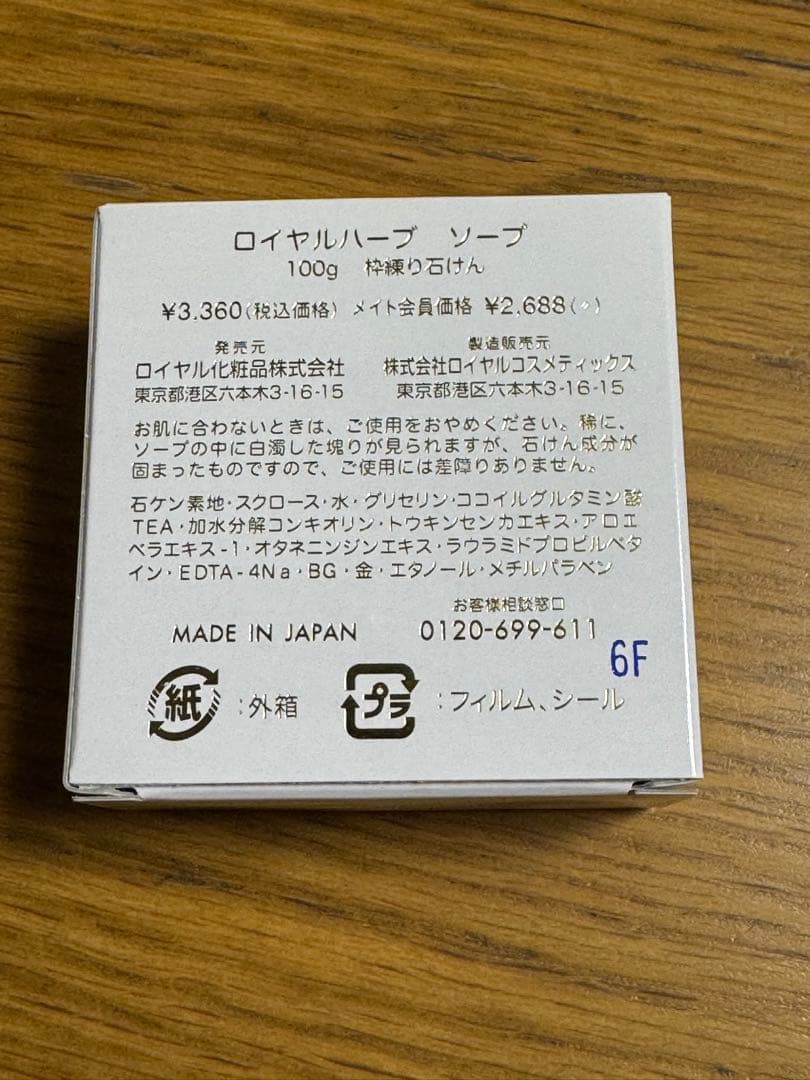 ロイヤルハーブ　ソープ
100g　枠練り石けん
¥3,360(税込価格)　メイト会員価格 ¥2,688(〃)
発売元　製造販売元
ロイヤル化粧品株式会社　株式会社ロイヤルコスメティックス
東京都港区六本木3-16-15　東京都港区六本木3-16-15
お肌に合わないときは、ご使用をおやめください。稀に、
ソープの中に白濁した塊りが見られますが、石けん成分が
固まったものですので、ご使用には差障りありません。
石ケン素地・スクロース・水・グリセリン・ココイルグルタミン酸
TEA・加水分解コンキオリン・トウキンセンカエキス・アロエ
ベラエキス-1・オタネニンジンエキス・ラウラミドプロピルベタ
イン・EDTA-4Na・BG・金・エタノール・メチルパラベン
お客様相談窓口
MADE IN JAPAN　0120-699-611
6F
紙：外箱　プラ：フィルム、シール